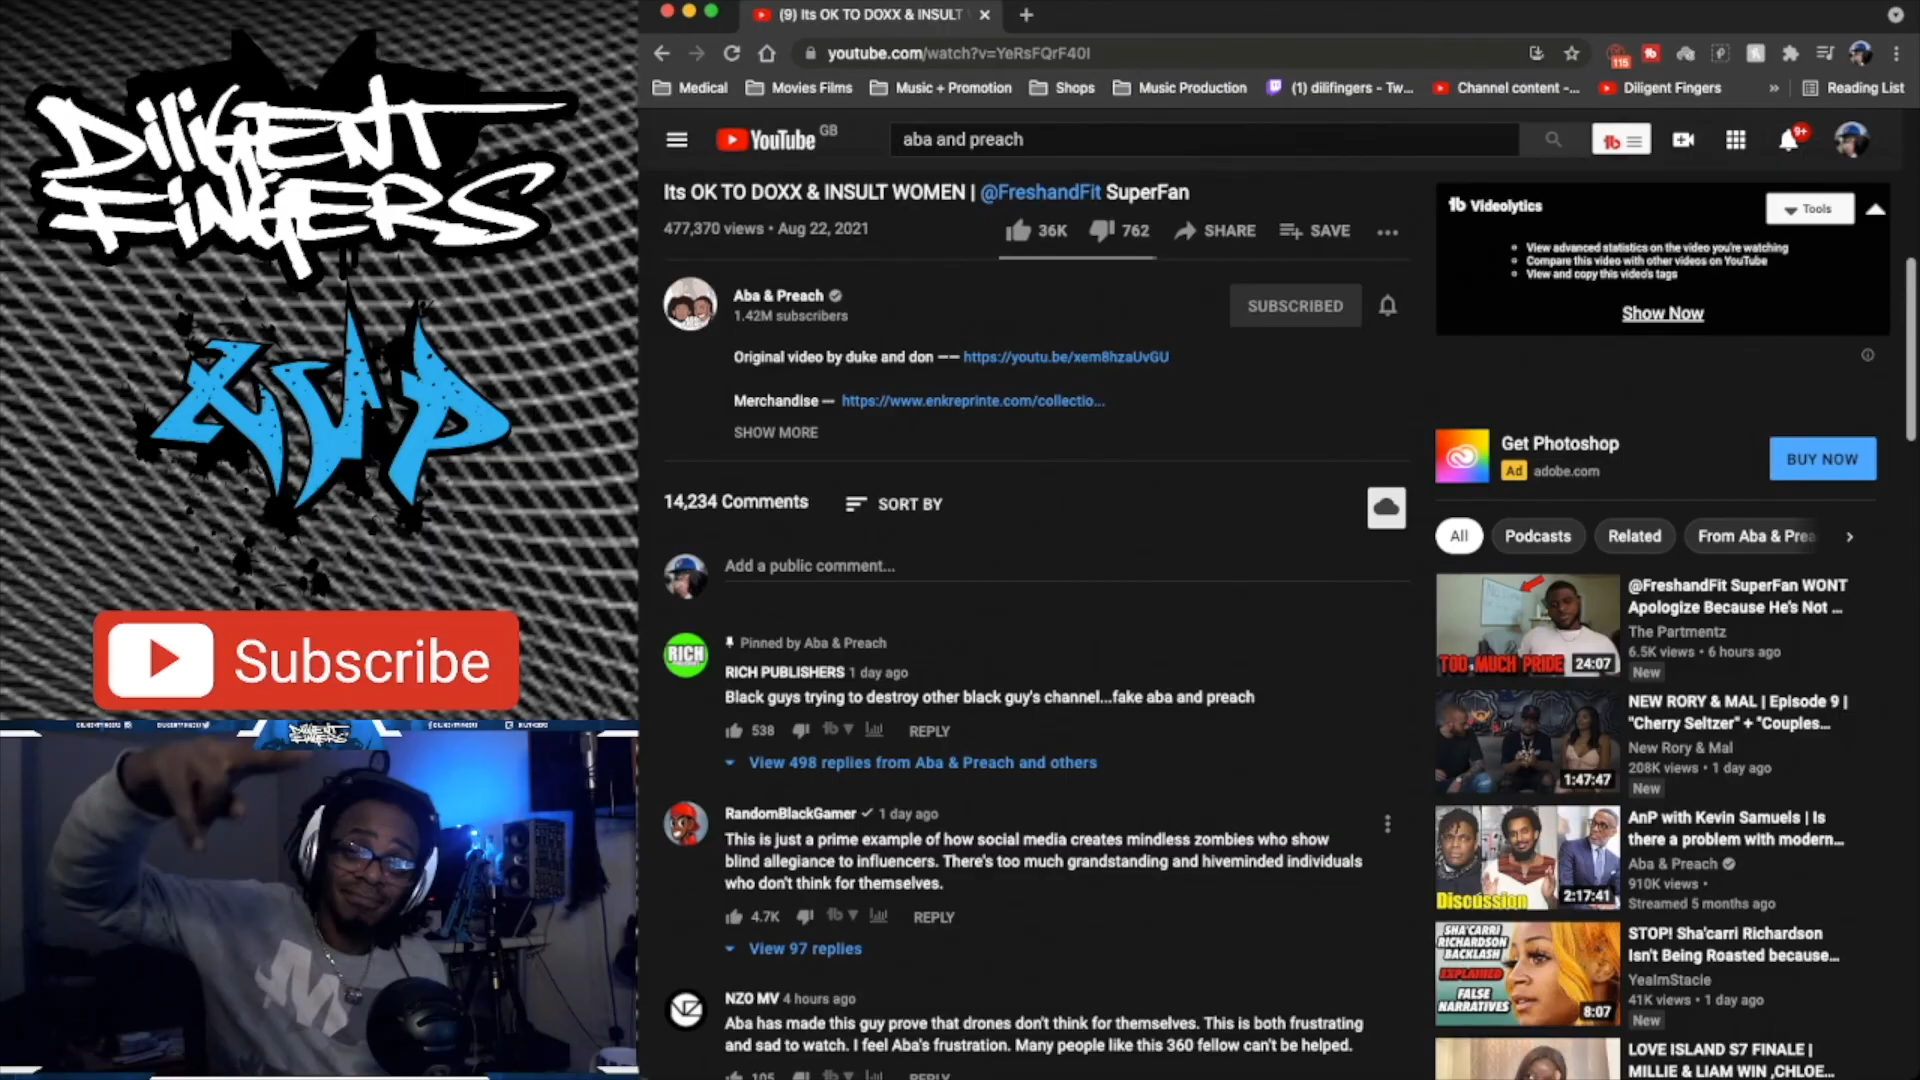 DILIGENT
FINGERS
ZUP
Subscribe
DILIGENT
FINGERS
(9) Its OK TO DOXX & INSULT
youtube.com/watch?v=YeRsFQrF40I
115
Medical
Movies Films
Music + Promotion
Shops
Music Production
(1) dilifingers - Tw...
Channel content -...
Diligent Fingers
»
Reading List
YouTube GB
aba and preach
9+
Its OK TO DOXX & INSULT WOMEN | @FreshandFit SuperFan
477,370 views • Aug 22, 2021
36K
762
SHARE
SAVE
Aba & Preach
1.42M subscribers
SUBSCRIBED
Original video by duke and don —— https://youtu.be/xem8hzaUvGU
Merchandise — https://www.enkreprinte.com/collectio...
SHOW MORE
14,234 Comments
SORT BY
Add a public comment...
Pinned by Aba & Preach
RICH
RICH PUBLISHERS 1 day ago
Black guys trying to destroy other black guy's channel...fake aba and preach
538
REPLY
View 498 replies from Aba & Preach and others
RandomBlackGamer 1 day ago
This is just a prime example of how social media creates mindless zombies who show
blind allegiance to influencers. There's too much grandstanding and hiveminded individuals
who don't think for themselves.
4.7K
REPLY
View 97 replies
NZO MV 4 hours ago
Aba has made this guy prove that drones don't think for themselves. This is both frustrating
and sad to watch. I feel Aba's frustration. Many people like this 360 fellow can't be helped.
105
REPLY
Videolytics
Tools
View advanced statistics on the video you're watching
Compare this video with other videos on YouTube
View and copy this video's tags
Show Now
Get Photoshop
Ad adobe.com
BUY NOW
All
Podcasts
Related
From Aba & Prea
TOO MUCH PRIDE
24:07
@FreshandFit SuperFan WONT
Apologize Because He's Not ...
The Partmentz
6.5K views • 6 hours ago
New
1:47:47
NEW RORY & MAL | Episode 9 |
"Cherry Seltzer" + "Couples...
New Rory & Mal
208K views • 1 day ago
New
Discussion
2:17:41
AnP with Kevin Samuels | Is
there a problem with modern...
Aba & Preach
910K views •
Streamed 5 months ago
SHA'CARRI
RICHARDSON
BACKLASH
EXPLAINED
FALSE
NARRATIVES
8:07
STOP! Sha'carri Richardson
Isn't Being Roasted because...
YeaImStacie
41K views • 1 day ago
New
LOVE ISLAND S7 FINALE |
MILLIE & LIAM WIN ,CHLOE...